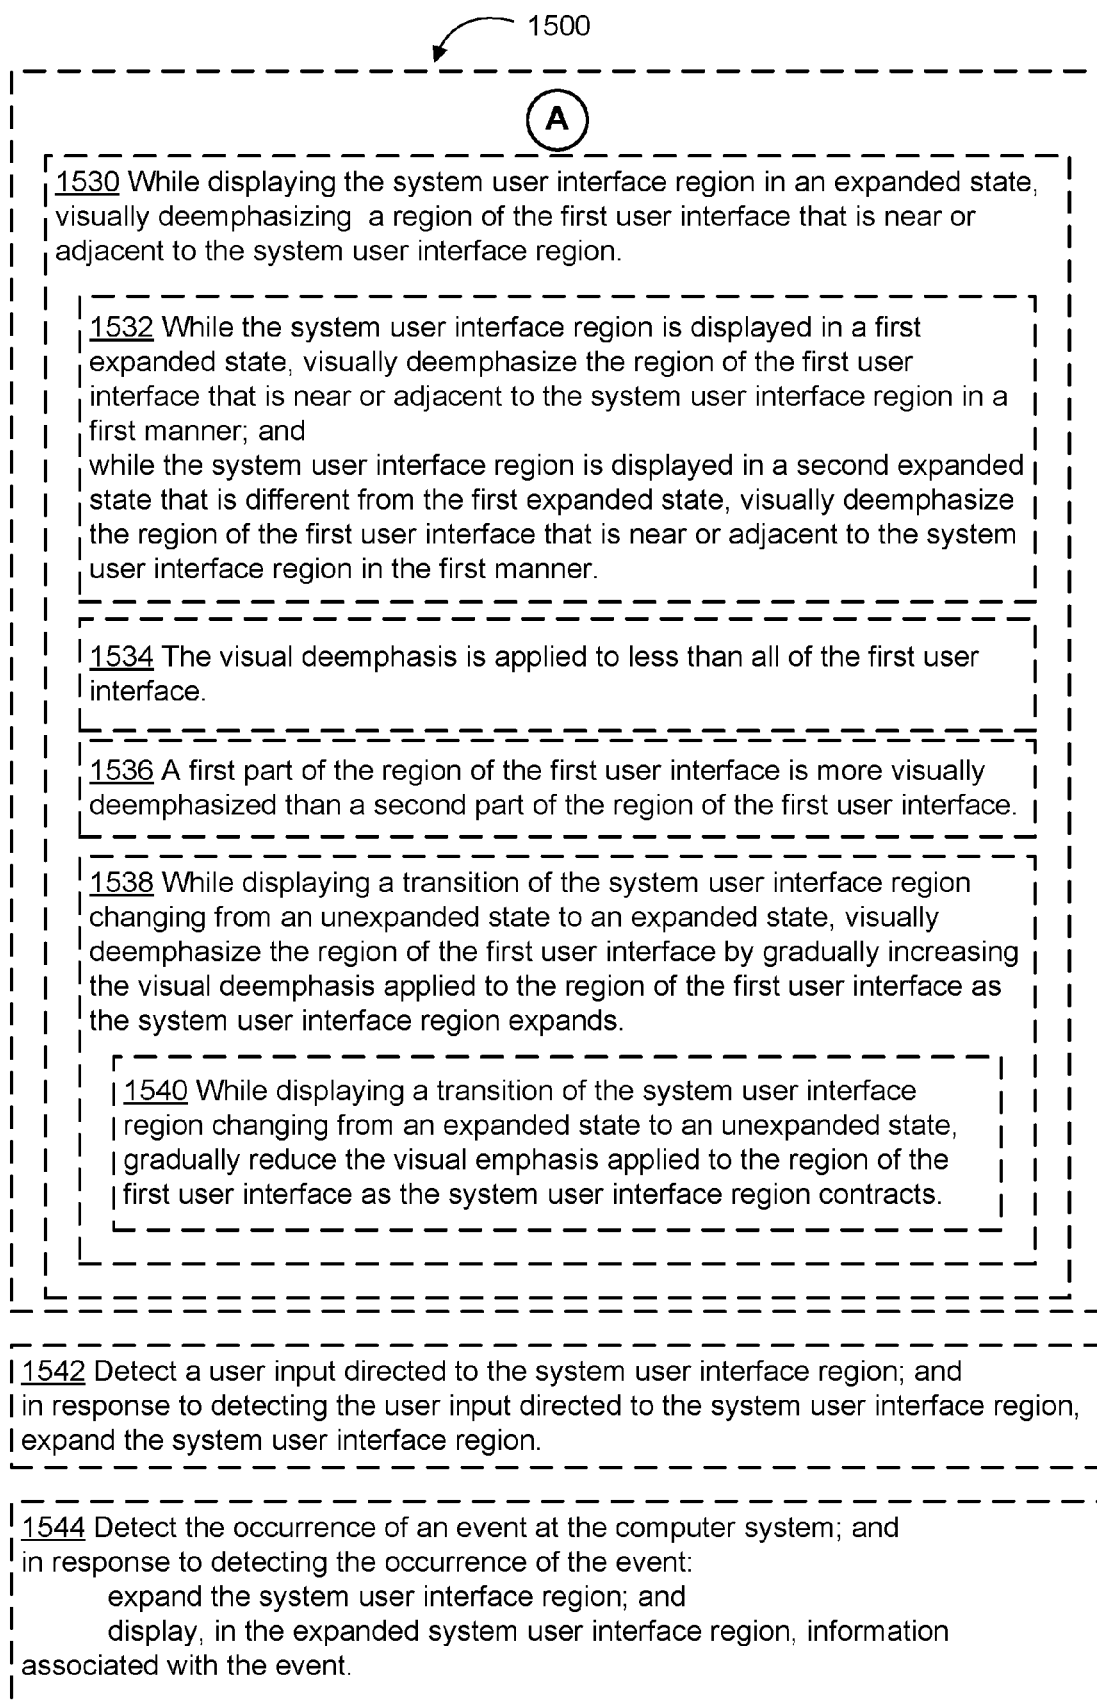 1500
A
1530 While displaying the system user interface region in an expanded state,
visually deemphasizing a region of the first user interface that is near or
adjacent to the system user interface region.
1532 While the system user interface region is displayed in a first
expanded state, visually deemphasize the region of the first user
interface that is near or adjacent to the system user interface region in a
first manner; and
while the system user interface region is displayed in a second expanded
state that is different from the first expanded state, visually deemphasize
the region of the first user interface that is near or adjacent to the system
user interface region in the first manner.
1534 The visual deemphasis is applied to less than all of the first user
interface.
1536 A first part of the region of the first user interface is more visually
deemphasized than a second part of the region of the first user interface.
1538 While displaying a transition of the system user interface region
changing from an unexpanded state to an expanded state, visually
deemphasize the region of the first user interface by gradually increasing
the visual deemphasis applied to the region of the first user interface as
the system user interface region expands.
1540 While displaying a transition of the system user interface
region changing from an expanded state to an unexpanded state,
gradually reduce the visual emphasis applied to the region of the
first user interface as the system user interface region contracts.
1542 Detect a user input directed to the system user interface region; and
in response to detecting the user input directed to the system user interface region,
expand the system user interface region.
1544 Detect the occurrence of an event at the computer system; and
in response to detecting the occurrence of the event:
expand the system user interface region; and
display, in the expanded system user interface region, information
associated with the event.